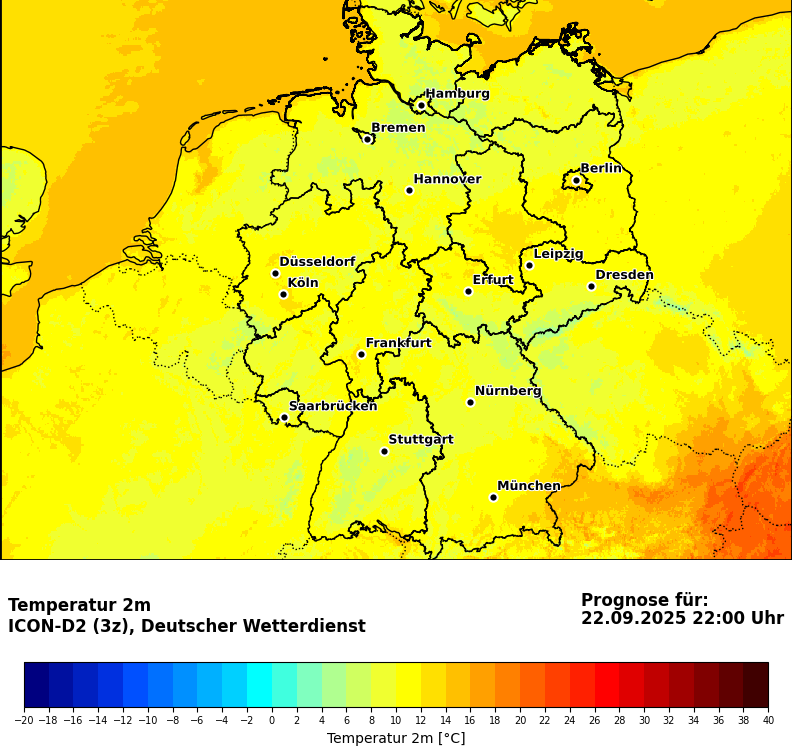 Hamburg
Bremen
Berlin
Hannover
Leipzig
Düsseldorf
Dresden
Köln
Erfurt
Frankfurt
Nürnberg
Saarbrücken
Stuttgart
München
Temperatur 2m
ICON-D2 (3z), Deutscher Wetterdienst
Prognose für:
22.09.2025 22:00 Uhr
−20 −18 −16 −14 −12 −10 −8 −6 −4 −2 0 2 4 6 8 10 12 14 16 18 20 22 24 26 28 30 32 34 36 38 40
Temperatur 2m [°C]